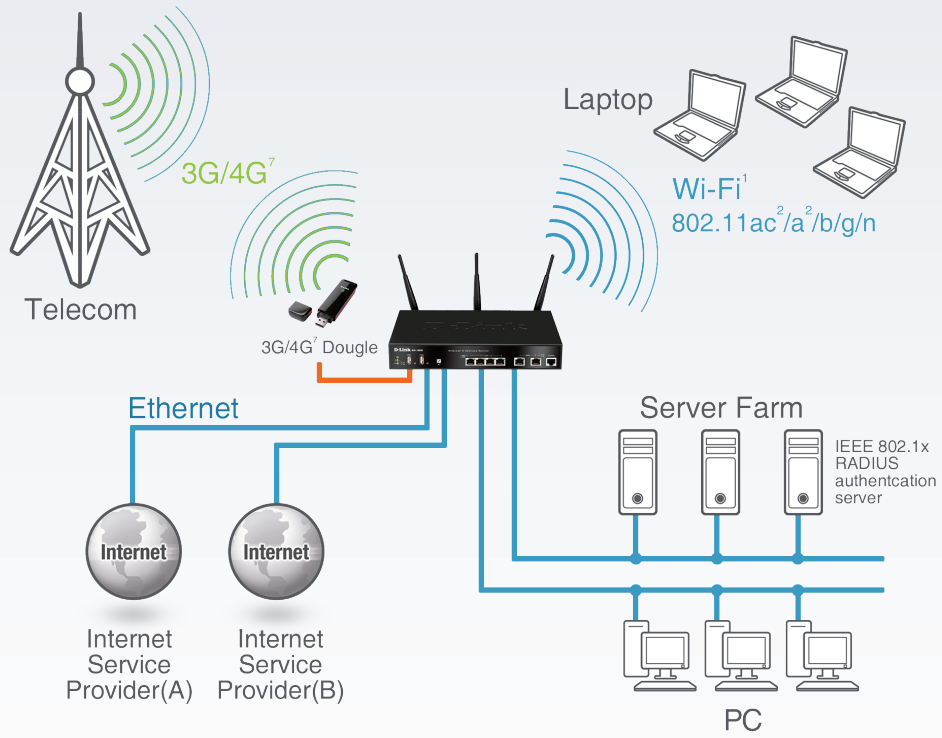 Laptop
3G/4G⁷
Wi-Fi¹
802.11ac²/a²/b/g/n
Telecom
3G/4G⁷ Dougle
D-Link
Ethernet
Server Farm
IEEE 802.1x
RADIUS
authentcation
server
Internet
Internet
Internet
Service
Provider(A)
Internet
Service
Provider(B)
PC